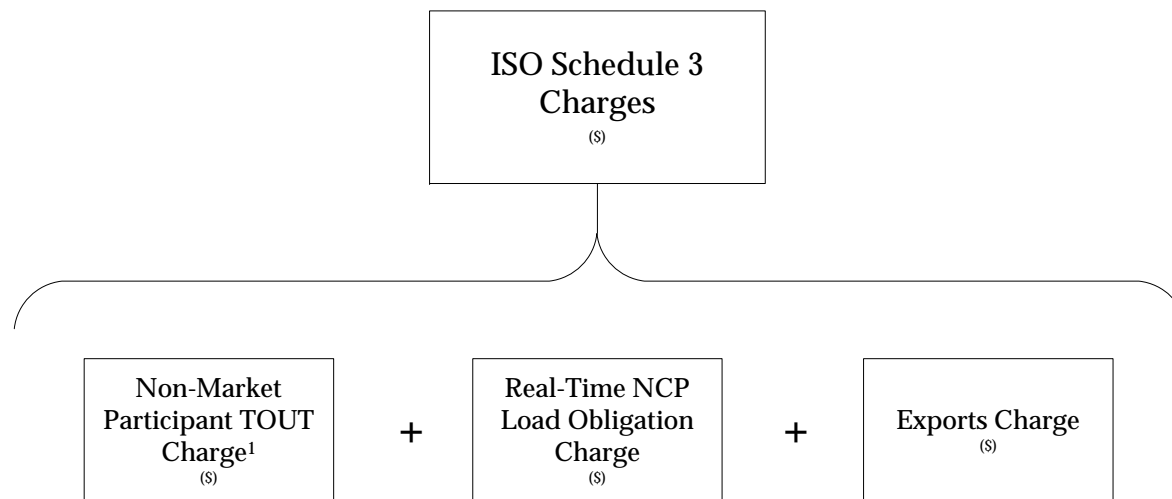 ISO Schedule 3
Charges
($)
Non-Market
Participant TOUT
Charge¹
($)
+
Real-Time NCP
Load Obligation
Charge
($)
+
Exports Charge
($)